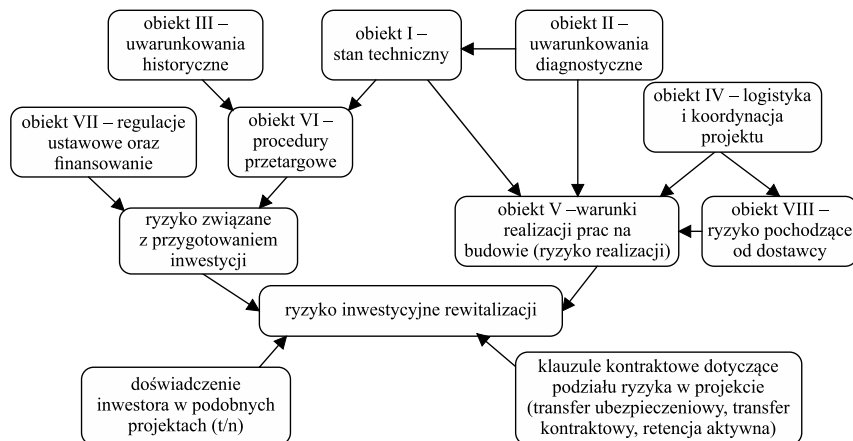 obiekt III –
uwarunkowania
historyczne
obiekt I –
stan techniczny
obiekt II –
uwarunkowania
diagnostyczne
obiekt IV – logistyka
i koordynacja
projektu
obiekt VII – regulacje
ustawowe oraz
finansowanie
obiekt VI –
procedury
przetargowe
ryzyko związane
z przygotowaniem
inwestycji
obiekt V –warunki
realizacji prac na
budowie (ryzyko realizacji)
obiekt VIII –
ryzyko pochodzące
od dostawcy
ryzyko inwestycyjne rewitalizacji
doświadczenie
inwestora w podobnych
projektach (t/n)
klauzule kontraktowe dotyczące
podziału ryzyka w projekcie
(transfer ubezpieczeniowy, transfer
kontraktowy, retencja aktywna)